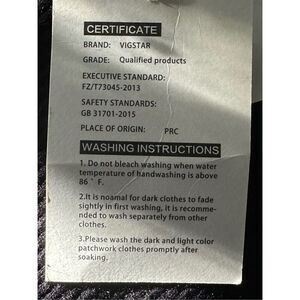 CERTIFICATE
BRAND: VIGSTAR
GRADE: Qualified products
EXECUTIVE STANDARD:
FZ/T73045-2013
SAFETY STANDARDS:
GB 31701-2015
PLACE OF ORIGIN: PRC
WASHING INSTRUCTIONS
1. Do not bleach washing when water
temperature of handwashing is above
86 ° F.
2.It is noamal for dark clothes to fade
sightly in first washing, it is recomme-
nded to wash separately from other
clothes.
3.Please wash the dark and light color
patchwork clothes promptly after
soaking.